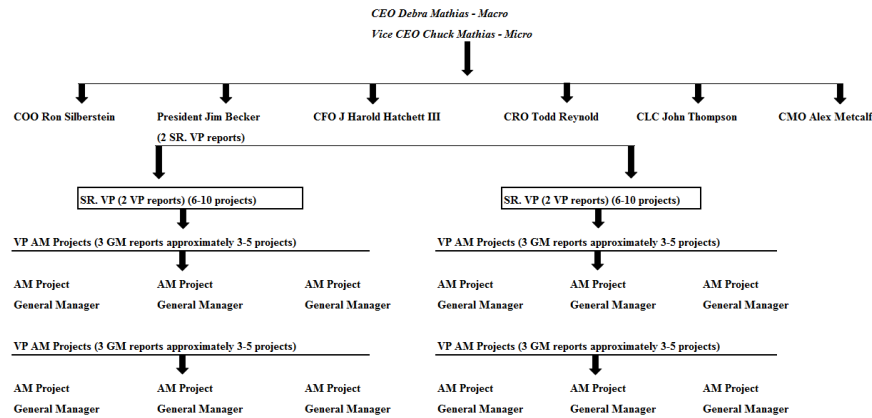 CEO Debra Mathias - Macro
Vice CEO Chuck Mathias - Micro
COO Ron Silberstein President Jim Becker CFO J Harold Hatchett III CRO Todd Reynold CLC John Thompson CMO Alex Metcalf
(2 SR. VP reports)
SR. VP (2 VP reports) (6-10 projects) SR. VP (2 VP reports) (6-10 projects)
VP AM Projects (3 GM reports approximately 3-5 projects) VP AM Projects (3 GM reports approximately 3-5 projects)
AM Project AM Project AM Project AM Project AM Project AM Project
General Manager General Manager General Manager General Manager General Manager General Manager
VP AM Projects (3 GM reports approximately 3-5 projects) VP AM Projects (3 GM reports approximately 3-5 projects)
AM Project AM Project AM Project AM Project AM Project AM Project
General Manager General Manager General Manager General Manager General Manager General Manager